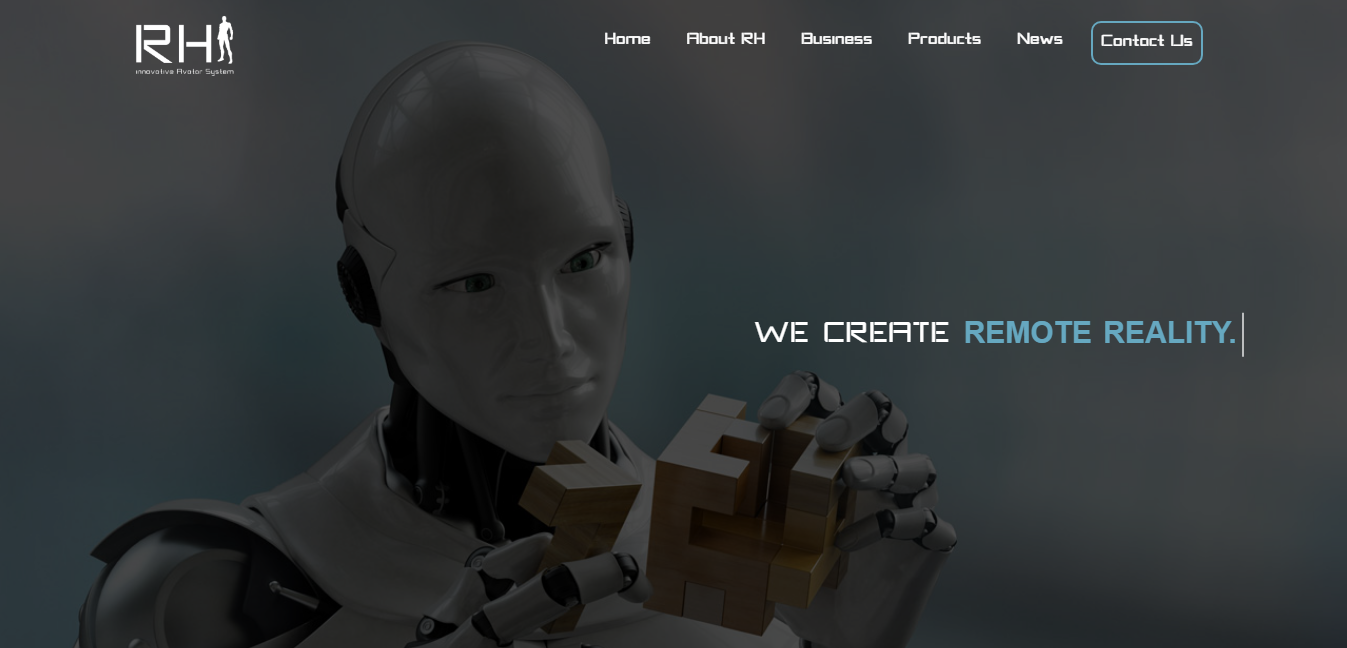 RH
Innovative Avatar System
Home About RH Business Products News Contact Us
WE CREATE REMOTE REALITY.